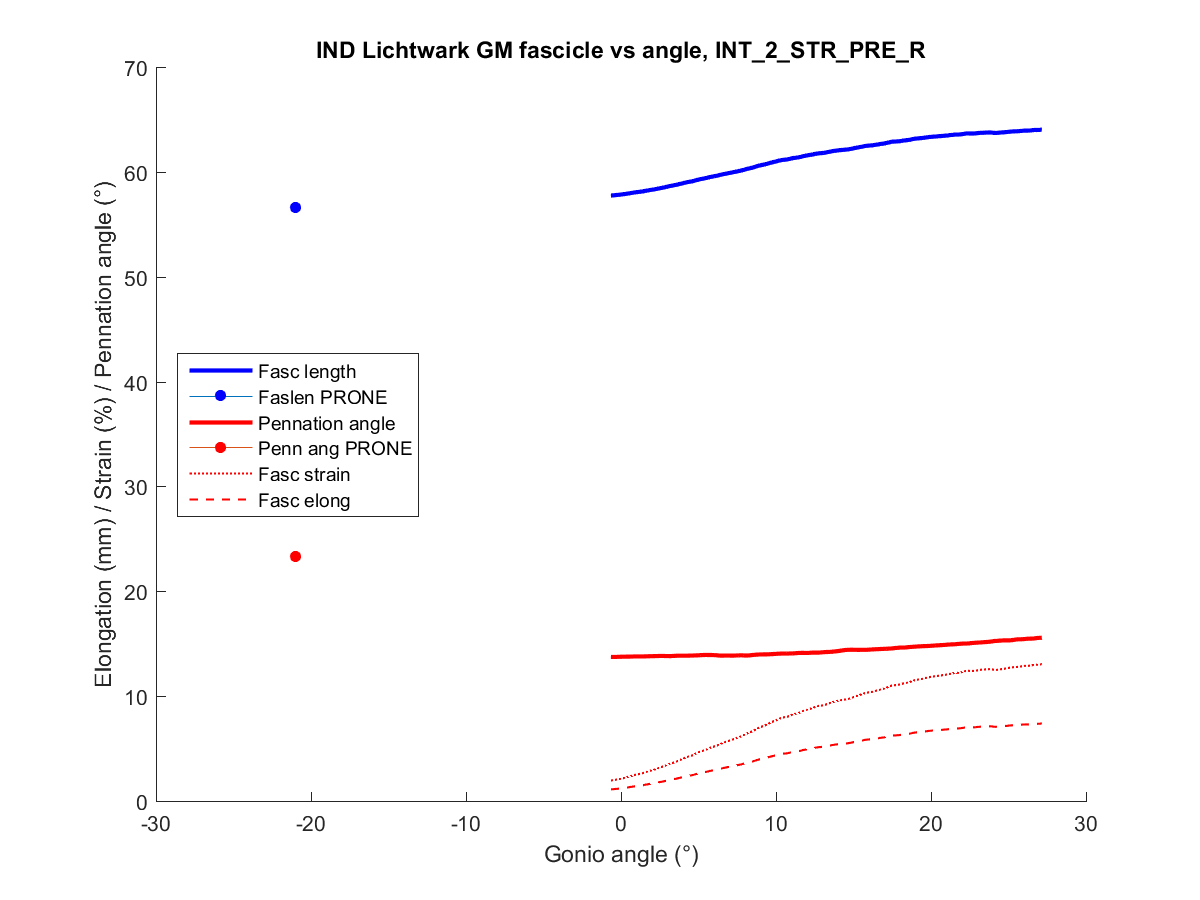 IND Lichtwark GM fascicle vs angle, INT_2_STR_PRE_R
70
60
50
40
30
20
10
0
Elongation (mm) / Strain (%) / Pennation angle (°)
Fasc length
Faslen PRONE
Pennation angle
Penn ang PRONE
Fasc strain
Fasc elong
-30 -20 -10 0 10 20 30
Gonio angle (°)